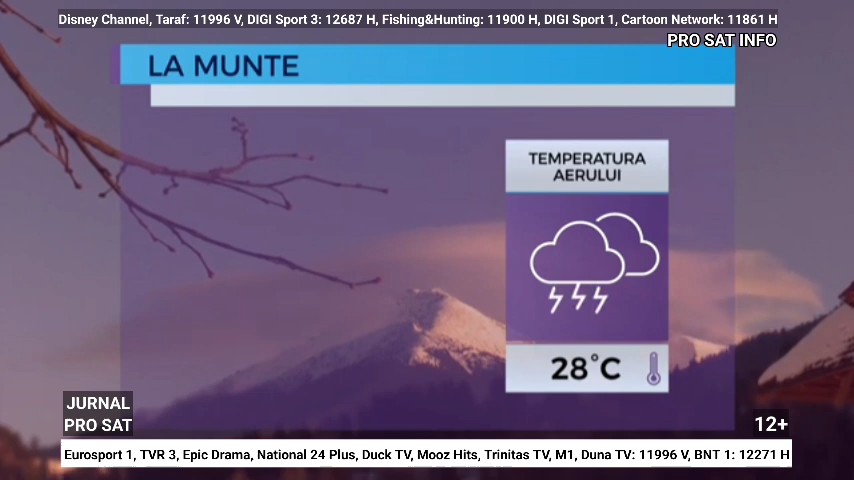 Disney Channel, Taraf: 11996 V, DIGI Sport 3: 12687 H, Fishing&Hunting: 11900 H, DIGI Sport 1, Cartoon Network: 11861 H
PRO SAT INFO
LA MUNTE
TEMPERATURA
AERULUI
28°C
JURNAL
PRO SAT
12+
Eurosport 1, TVR 3, Epic Drama, National 24 Plus, Duck TV, Mooz Hits, Trinitas TV, M1, Duna TV: 11996 V, BNT 1: 12271 H